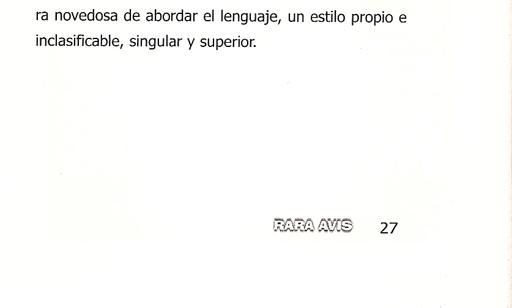 ra novedosa de abordar el lenguaje, un estilo propio e
inclasificable, singular y superior.
RARA AVIS 27